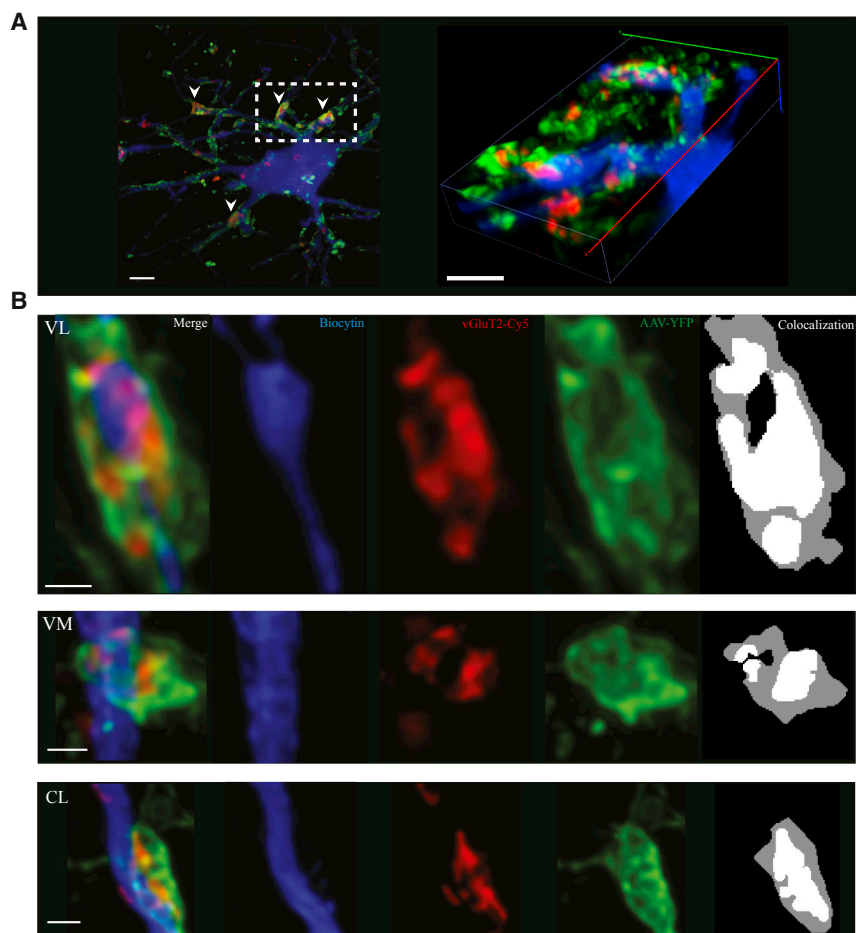 A
B
VL
Merge
Biocytin
vGluT2-Cy5
AAV-YFP
Colocalization
VM
CL